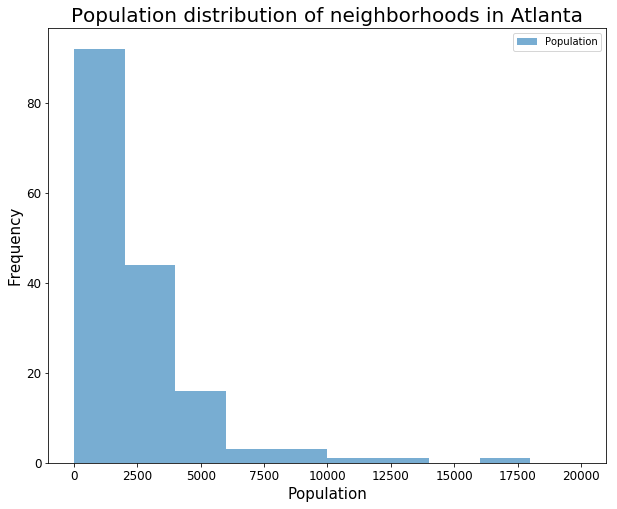 Population distribution of neighborhoods in Atlanta
Population
80
60
40
20
0
Frequency
0 2500 5000 7500 10000 12500 15000 17500 20000
Population